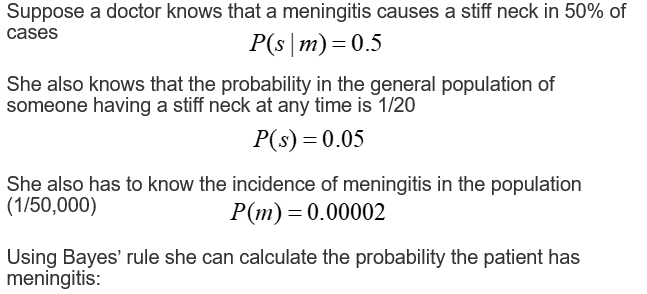 Suppose a doctor knows that a meningitis causes a stiff neck in 50% of
cases
P(s | m) = 0.5
She also knows that the probability in the general population of
someone having a stiff neck at any time is 1/20
P(s) = 0.05
She also has to know the incidence of meningitis in the population
(1/50,000)
P(m) = 0.00002
Using Bayes’ rule she can calculate the probability the patient has
meningitis: